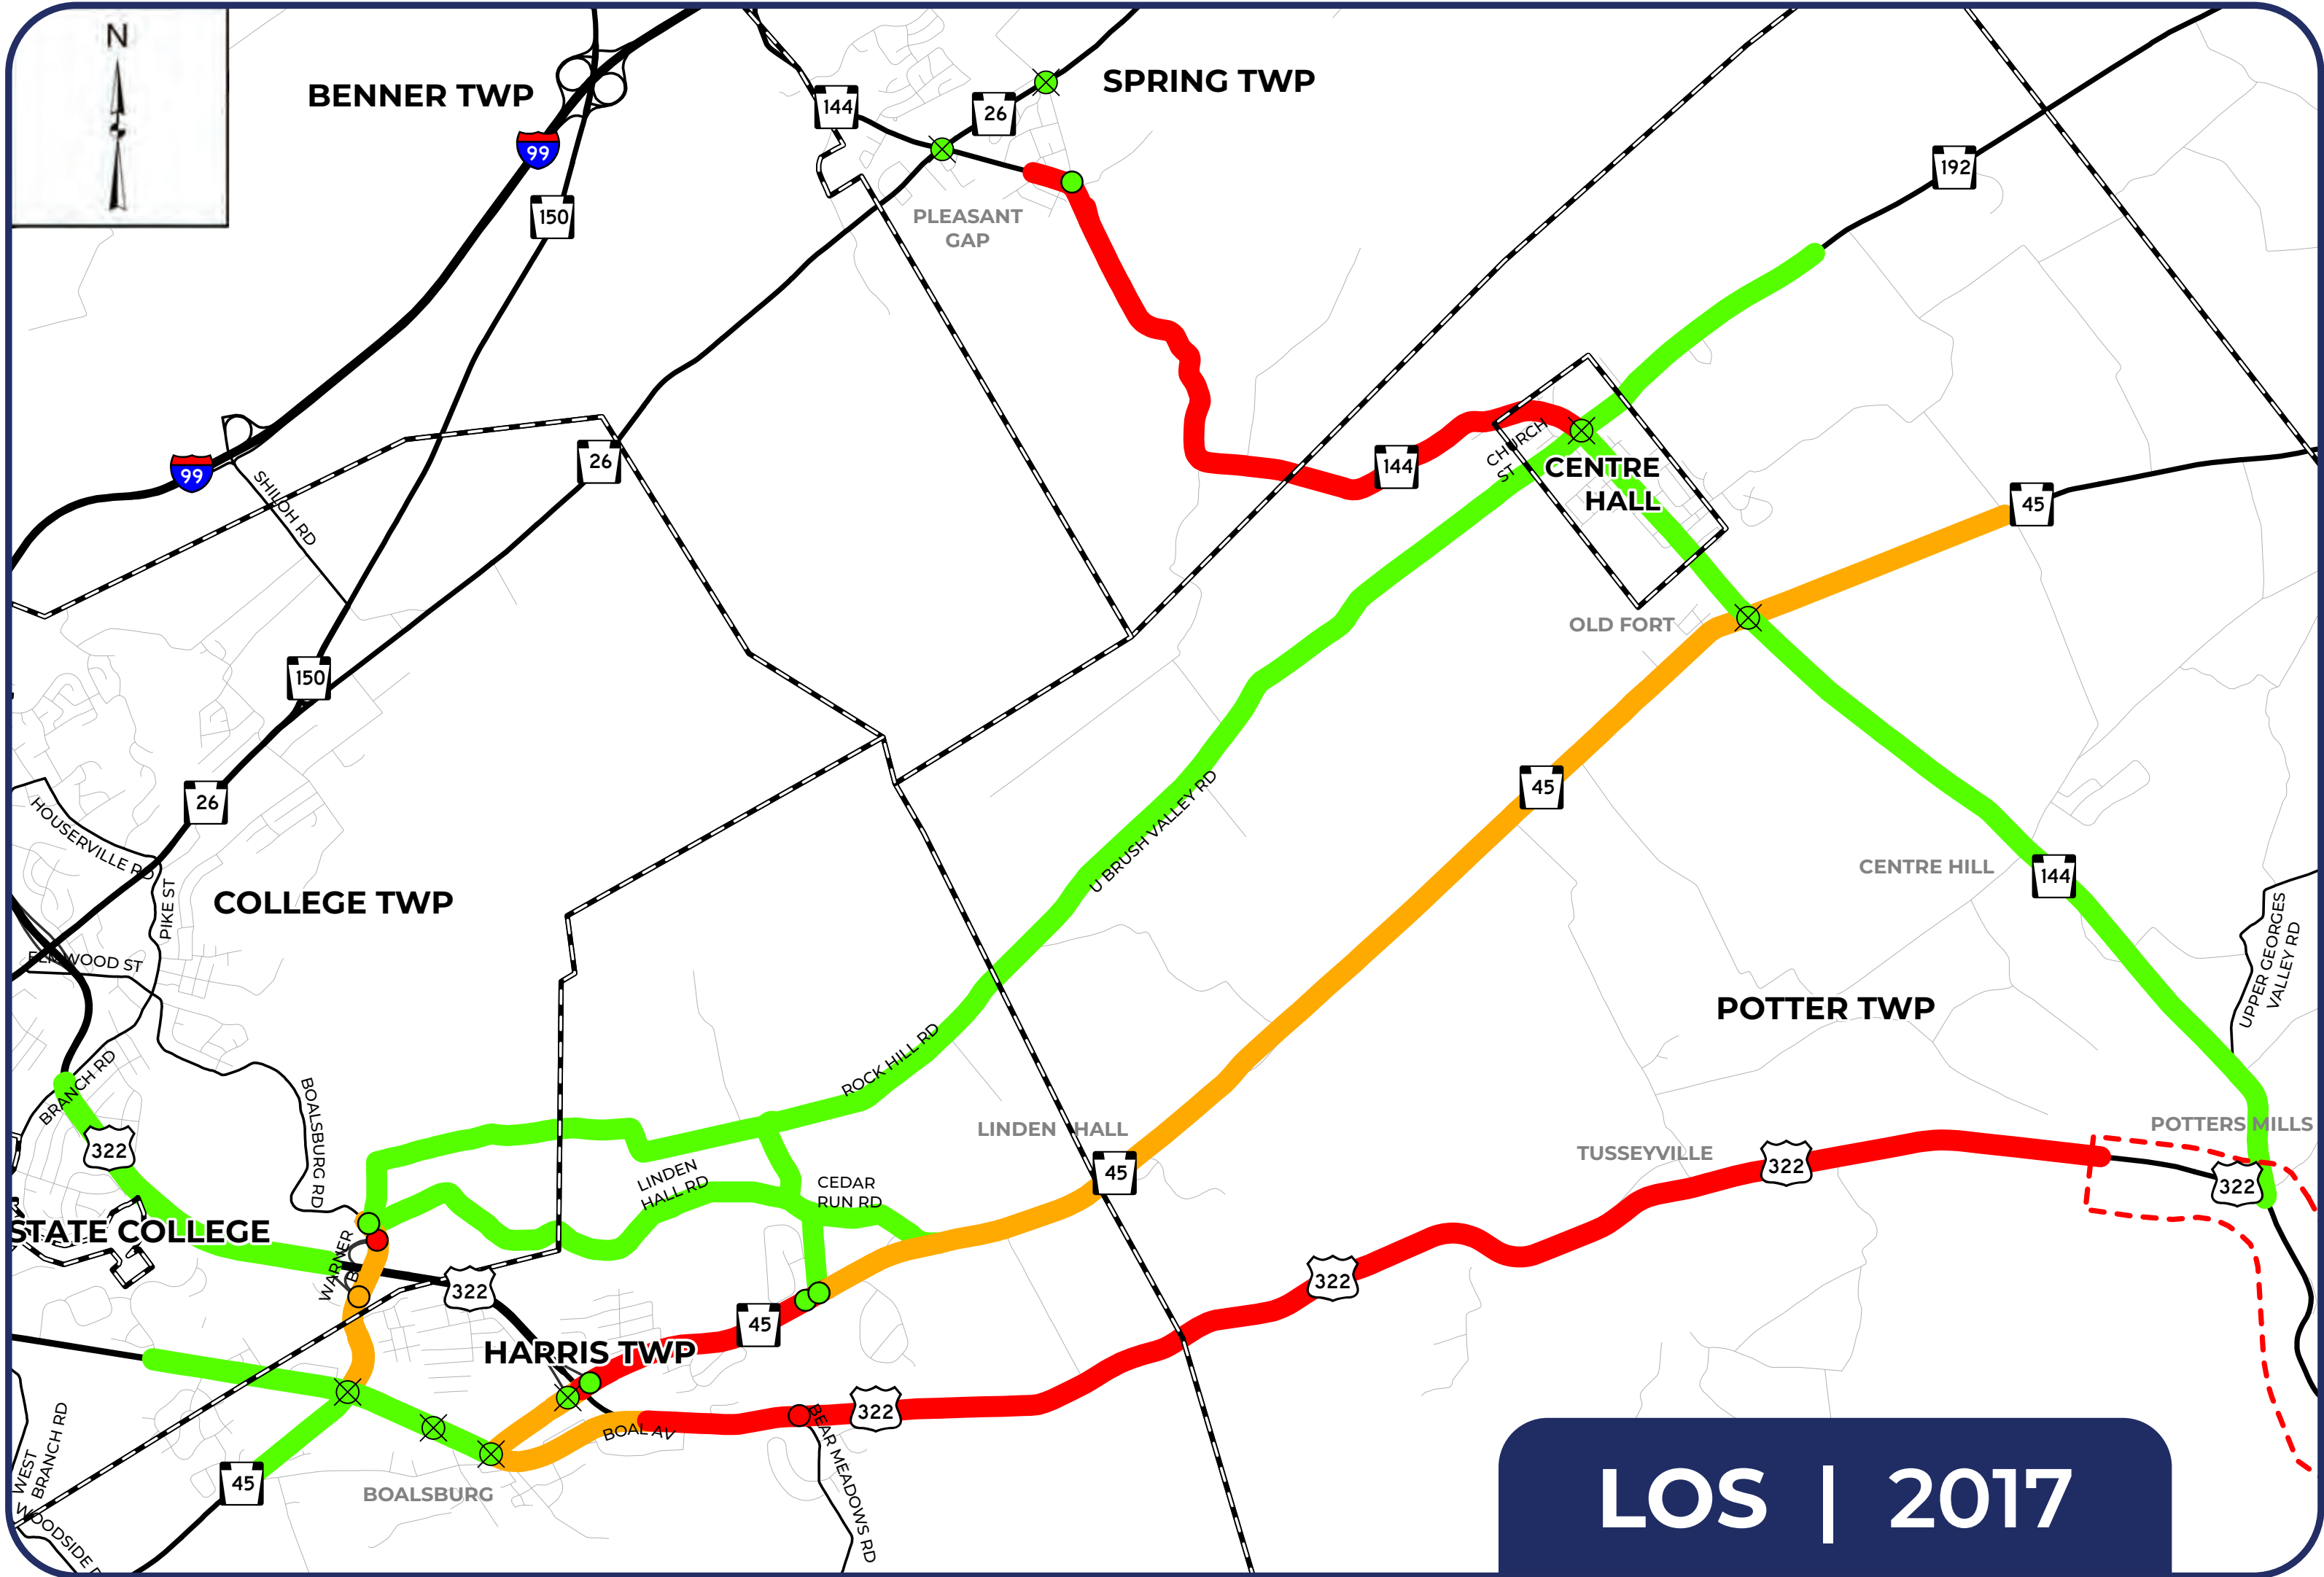 N
BENNER TWP
SPRING TWP
144
26
99
192
150
PLEASANT
GAP
99
SHILOH RD
26
144
CHURCH
ST
CENTRE
HALL
45
OLD FORT
150
26
45
HOUSERVILLE RD
U BRUSH VALLEY RD
CENTRE HILL
144
PIKE ST
COLLEGE TWP
UPPER GEORGES
VALLEY RD
POTTER TWP
ROCK HILL RD
BRANCH RD
BOALSBURG RD
322
LINDEN HALL
POTTERS MILLS
TUSSEYVILLE
322
45
322
LINDEN
HALL RD
CEDAR
RUN RD
STATE COLLEGE
WARNER
322
322
45
HARRIS TWP
322
BOAL AV
BEAR MEADOWS RD
WEST
BRANCH RD
45
BOALSBURG
LOS | 2017